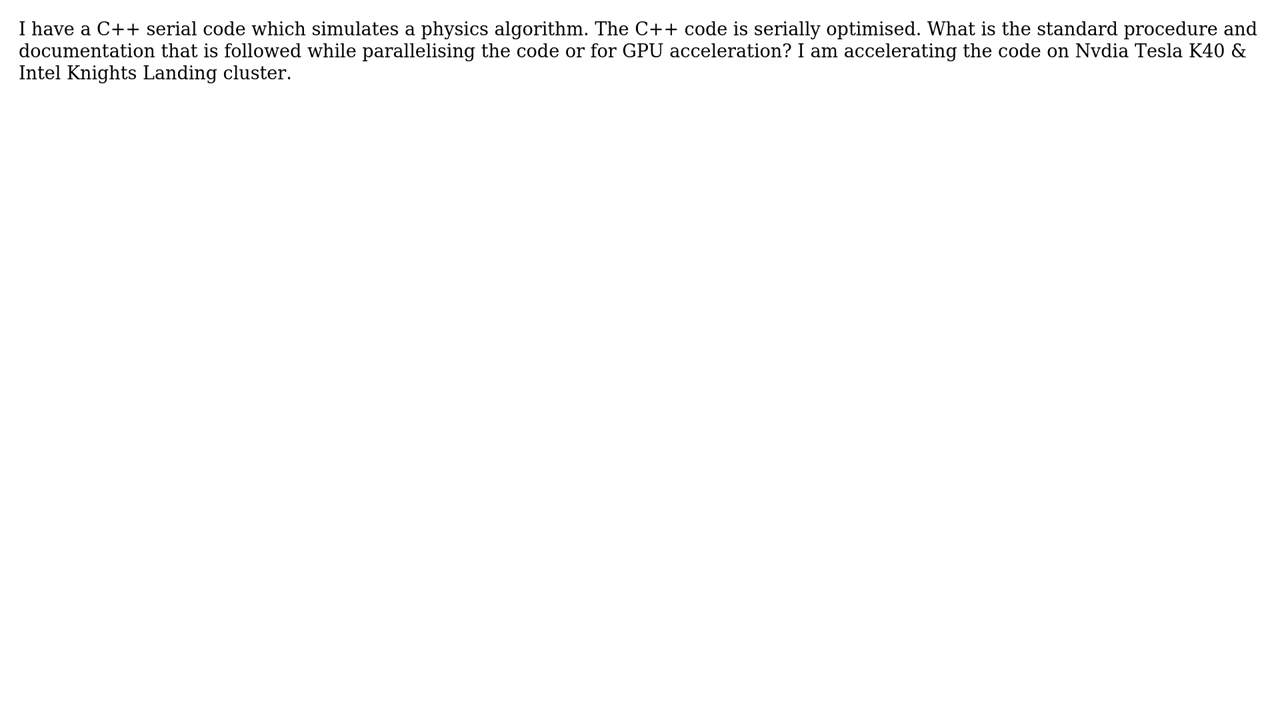 I have a C++ serial code which simulates a physics algorithm. The C++ code is serially optimised. What is the standard procedure and
documentation that is followed while parallelising the code or for GPU acceleration? I am accelerating the code on Nvdia Tesla K40 &
Intel Knights Landing cluster.